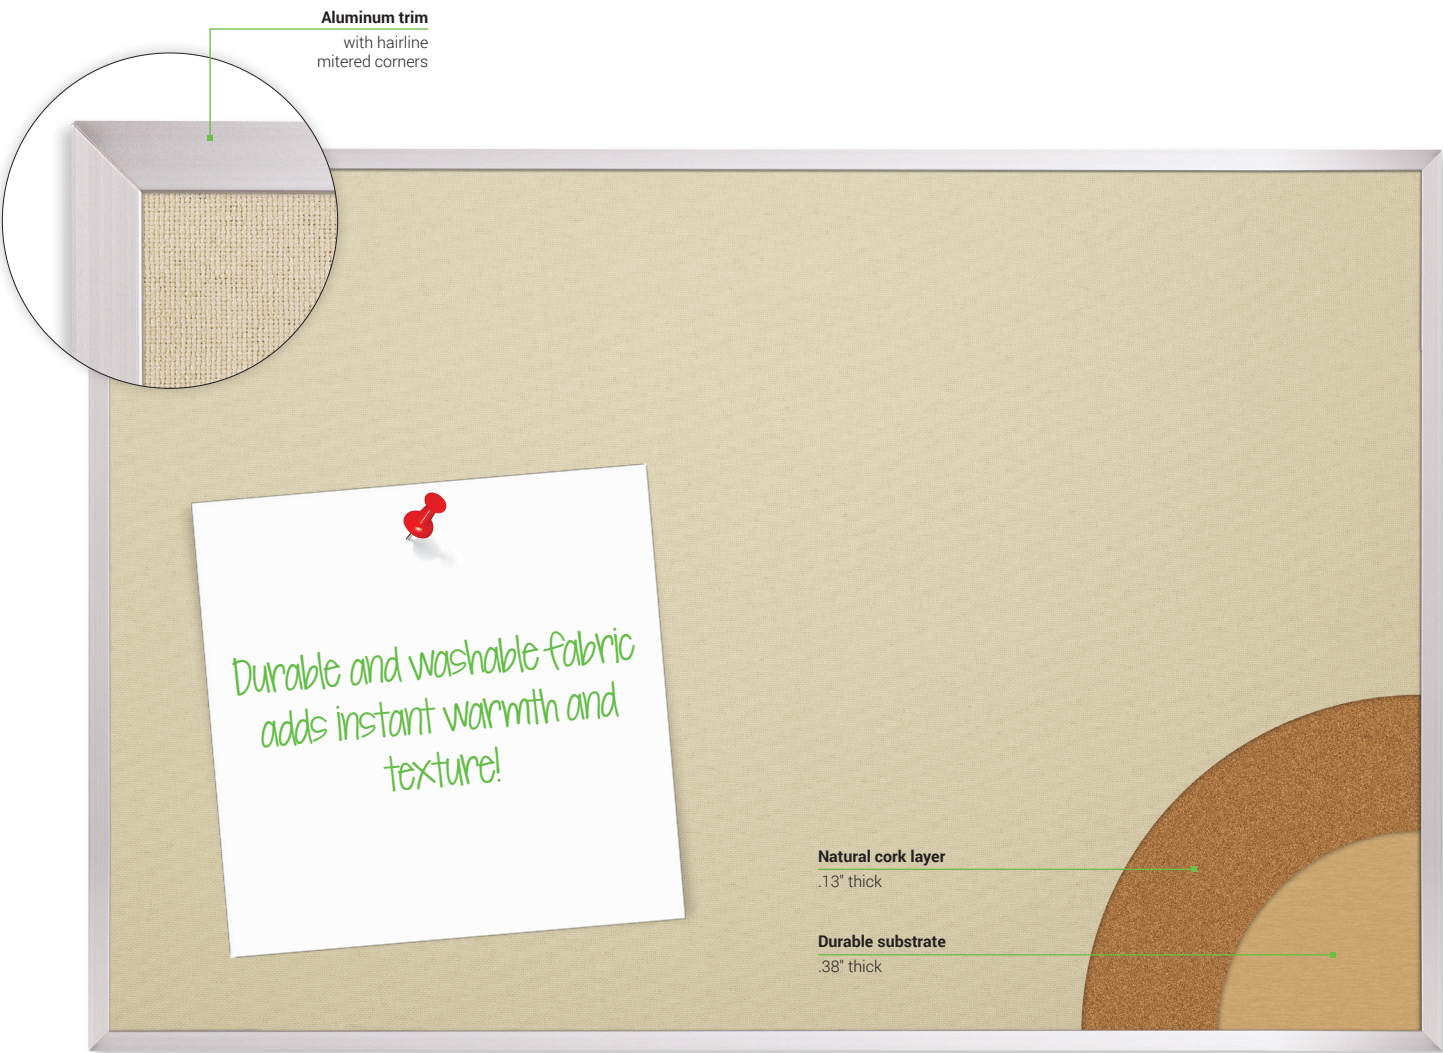 Aluminum trim
with hairline
mitered corners
Durable and washable fabric
adds instant warmth and
texture!
Natural cork layer
.13" thick
Durable substrate
.38" thick